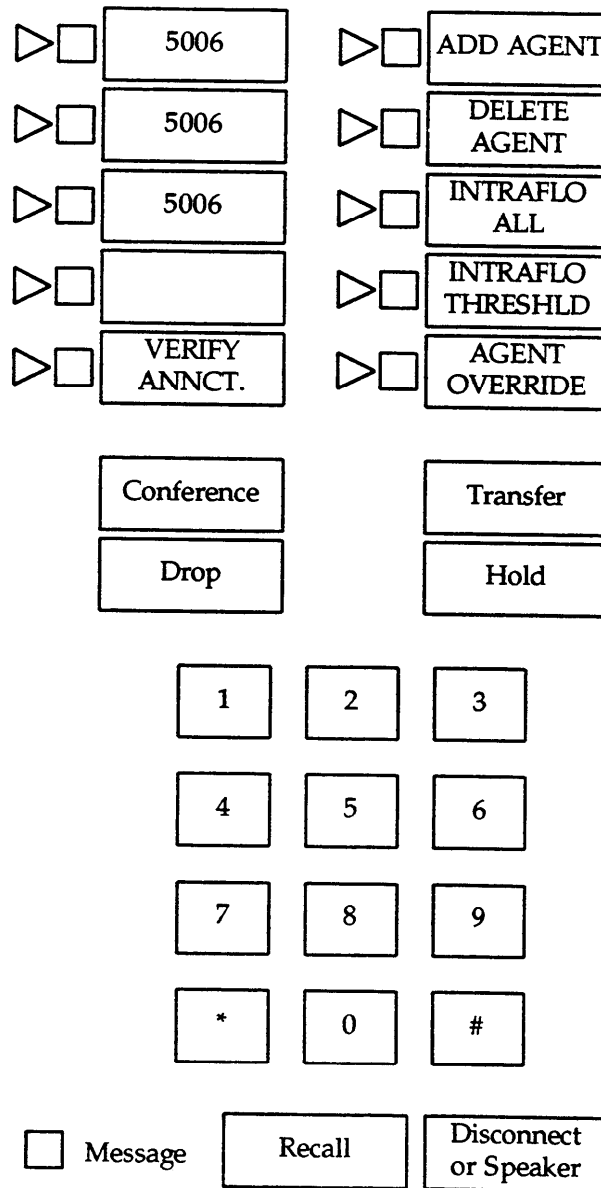 5006
ADD AGENT
5006
DELETE
AGENT
5006
INTRAFLO
ALL
INTRAFLO
THRESHLD
VERIFY
ANNCT.
AGENT
OVERRIDE
Conference
Transfer
Drop
Hold
1 2 3
4 5 6
7 8 9
* 0 #
Message
Recall
Disconnect
or Speaker